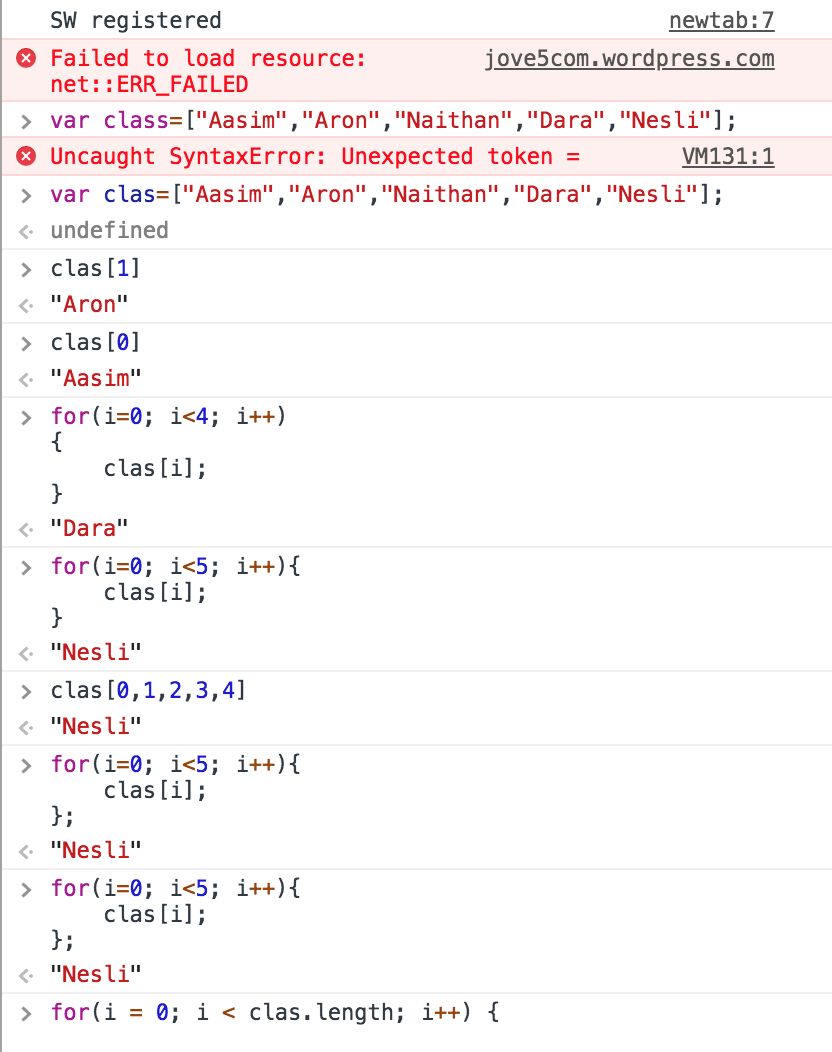 SW registered newtab:7
Failed to load resource: jove5com.wordpress.com
net::ERR_FAILED
> var class=["Aasim","Aron","Naithan","Dara","Nesli"];
Uncaught SyntaxError: Unexpected token = VM131:1
> var clas=["Aasim","Aron","Naithan","Dara","Nesli"];
undefined
> clas[1]
"Aron"
> clas[0]
"Aasim"
> for(i=0; i<4; i++)
{
    clas[i];
}
"Dara"
> for(i=0; i<5; i++){
    clas[i];
}
"Nesli"
> clas[0,1,2,3,4]
"Nesli"
> for(i=0; i<5; i++){
    clas[i];
};
"Nesli"
> for(i=0; i<5; i++){
    clas[i];
};
"Nesli"
> for(i = 0; i < clas.length; i++) {